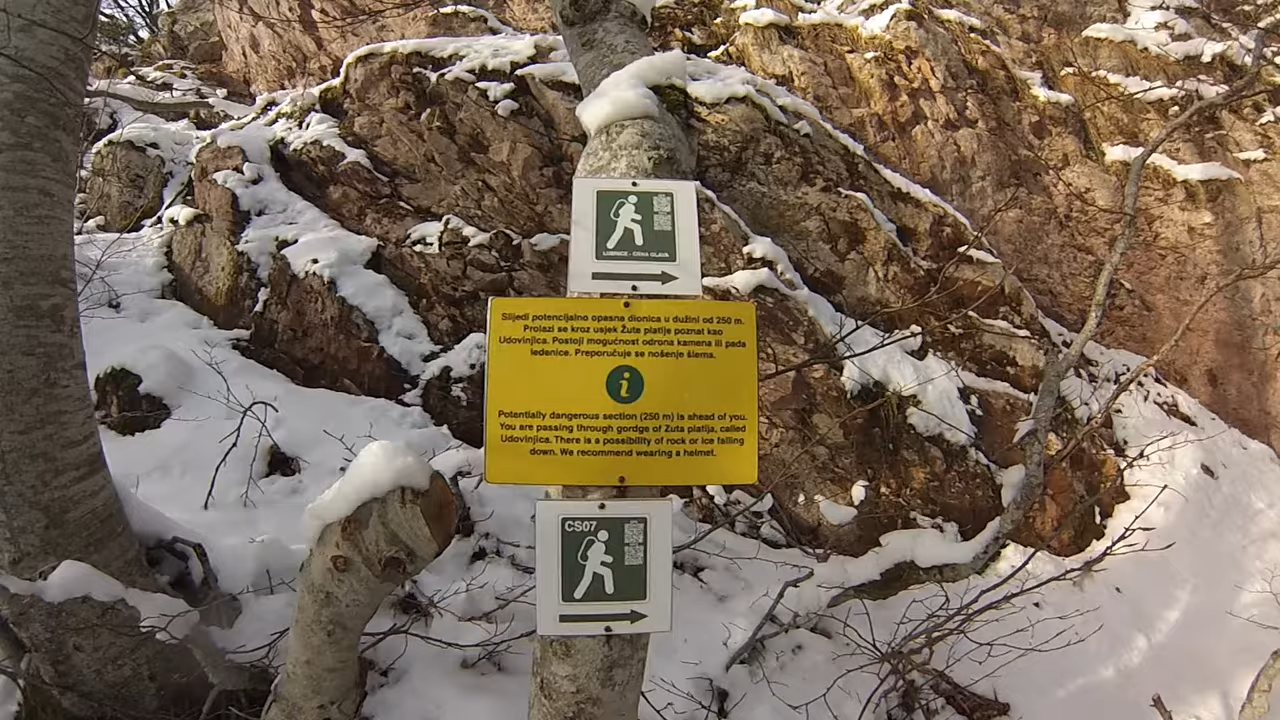 LUBNICE - CRNA GLAVA
Slijedi potencijalno opasna dionica u dužini od 250 m.
Prolazi se kroz usjek Žute platije poznat kao
Udovinjica. Postoji mogućnost odrona kamena ili pada
ledenice. Preporučuje se nošenje šlema.
i
Potentially dangerous section (250 m) is ahead of you.
You are passing through gordge of Zuta platija, called
Udovinjica. There is a possibility of rock or ice falling
down. We recommend wearing a helmet.
CS07